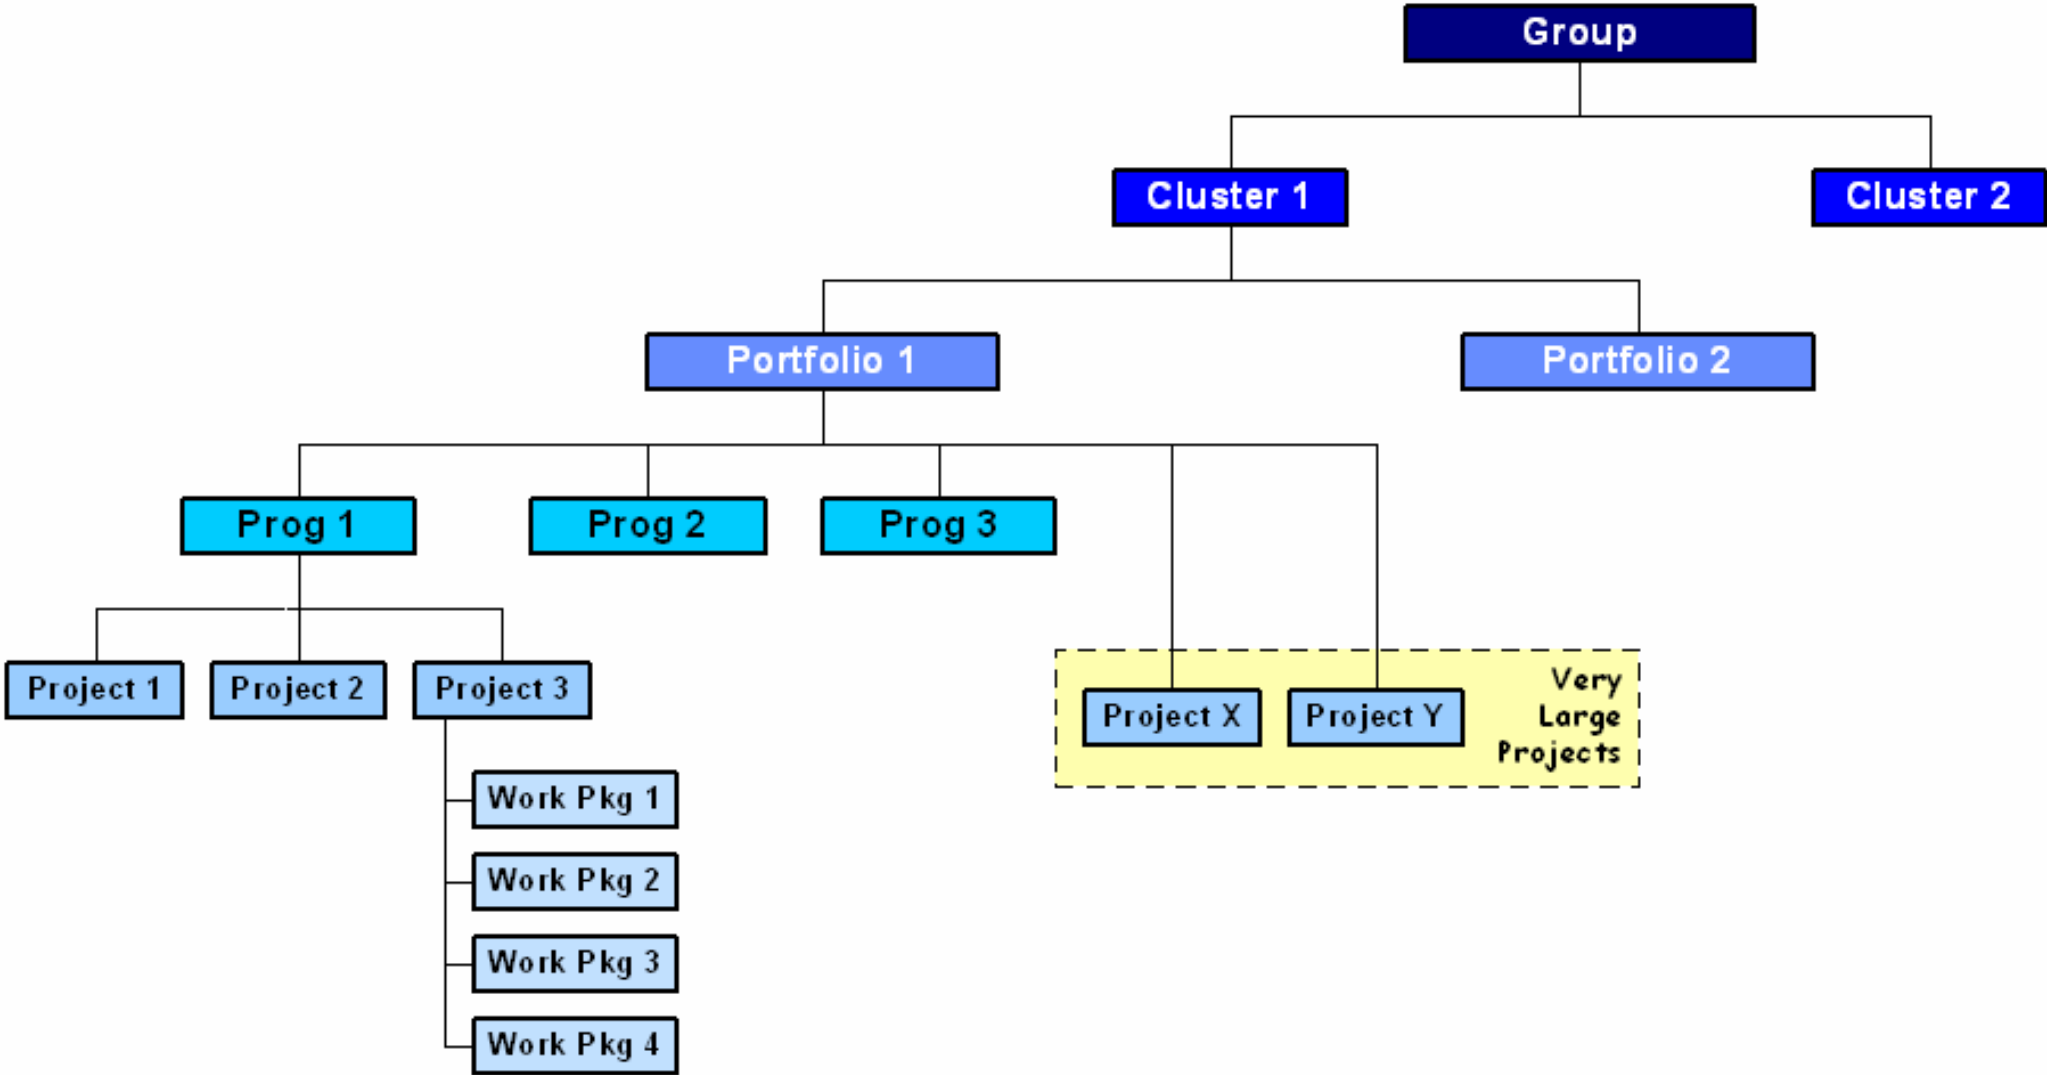 Group
Cluster 1
Cluster 2
Portfolio 1
Portfolio 2
Prog 1
Prog 2
Prog 3
Project 1
Project 2
Project 3
Project X
Project Y
Very
Large
Projects
Work Pkg 1
Work Pkg 2
Work Pkg 3
Work Pkg 4